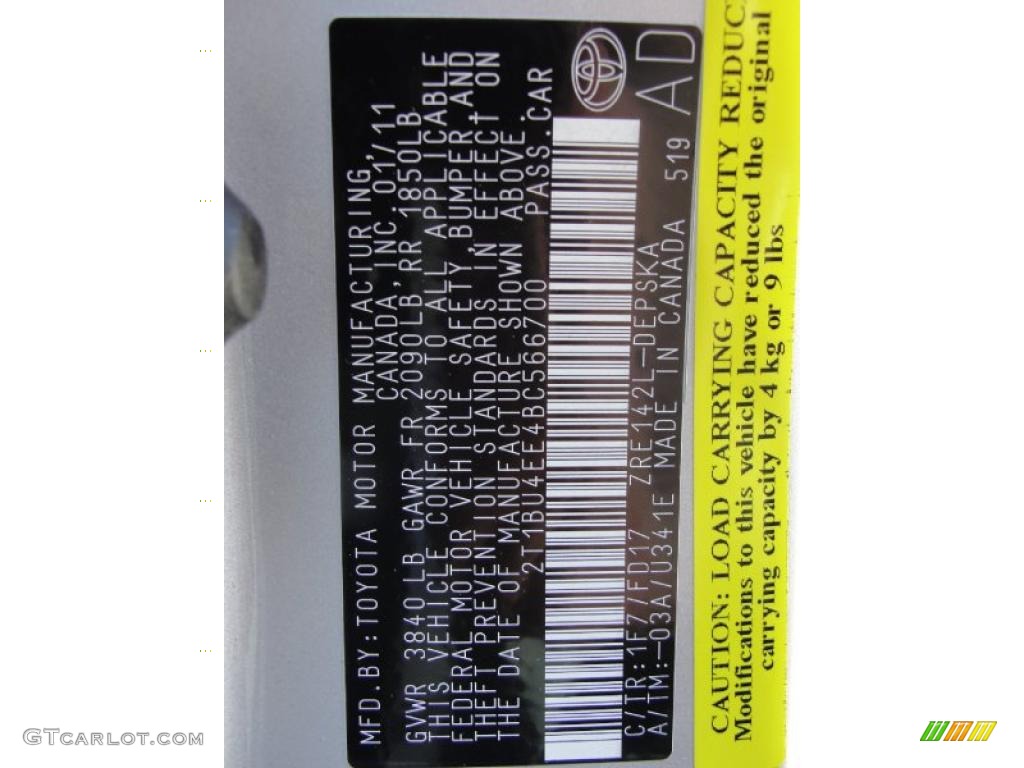 MFD.BY:TOYOTA MOTOR MANUFACTURING,
CANADA,INC.01/11
GVWR 3840LB GAWR FR 2090LB,RR 1850LB
THIS VEHICLE CONFORMS TO ALL APPLICABLE
FEDERAL MOTOR VEHICLE SAFETY,BUMPER,AND
THEFT PREVENTION STANDARDS IN EFFECT ON
THE DATE OF MANUFACTURE SHOWN ABOVE.
2T1BU4EE4BC566700 PASS.CAR
C/TR:1F7/FD17 ZRE142L-DEPSKA
A/TM:-03A/U341E MADE IN CANADA 519
AD
CAUTION: LOAD CARRYING CAPACITY REDUC
Modifications to this vehicle have reduced the original
carrying capacity by 4 kg or 9 lbs
GTCARLOT.COM